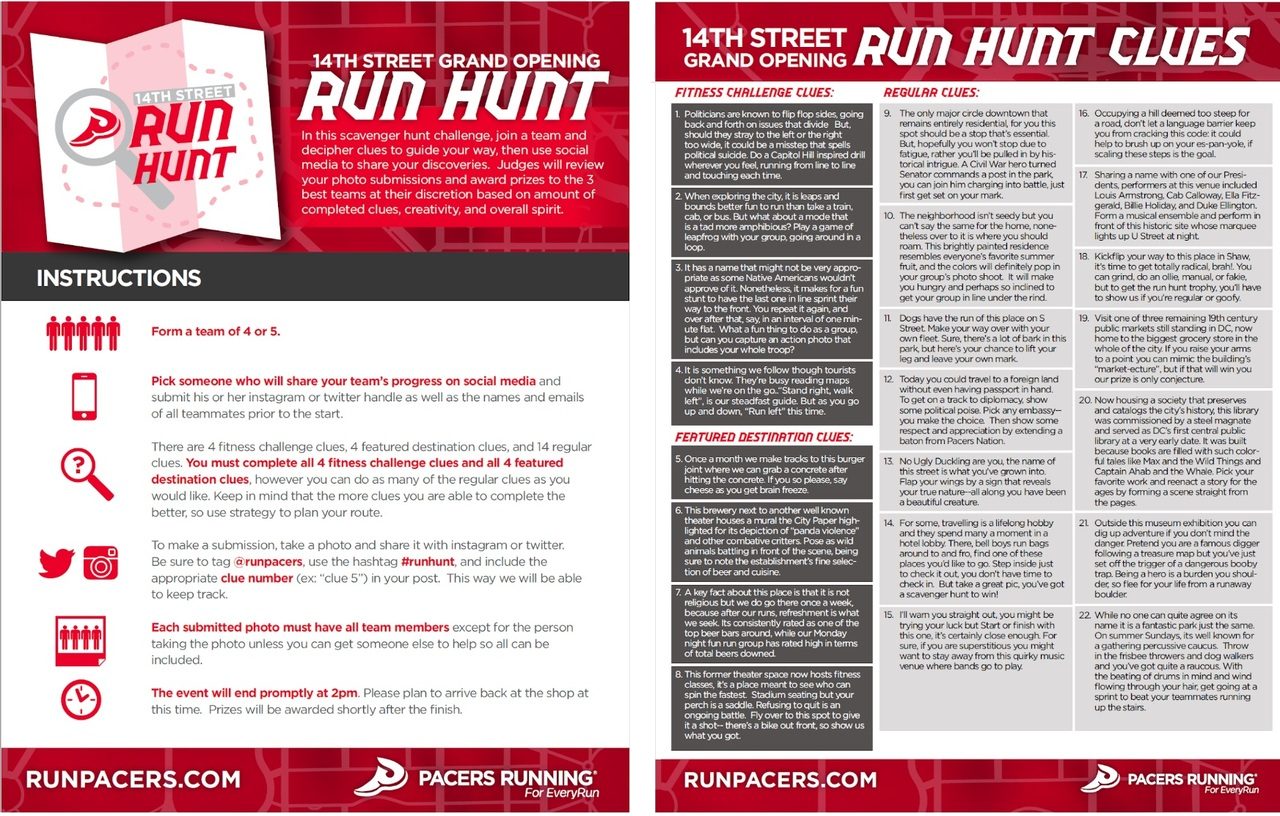 14TH STREET
RUN
HUNT
14TH STREET GRAND OPENING
RUN HUNT
In this scavenger hunt challenge, join a team and
decipher clues to guide your way, then use social
media to share your discoveries. Judges will review
your photo submissions and award prizes to the 3
best teams at their discretion based on amount of
completed clues, creativity, and overall spirit.
INSTRUCTIONS
Form a team of 4 or 5.
Pick someone who will share your team's progress on social media and
submit his or her instagram or twitter handle as well as the names and emails
of all teammates prior to the start.
?
There are 4 fitness challenge clues, 4 featured destination clues, and 14 regular
clues. You must complete all 4 fitness challenge clues and all 4 featured
destination clues, however you can do as many of the regular clues as you
would like. Keep in mind that the more clues you are able to complete the
better, so use strategy to plan your route.
To make a submission, take a photo and share it with instagram or twitter.
Be sure to tag @runpacers, use the hashtag #runhunt, and include the
appropriate clue number (ex: “clue 5”) in your post. This way we will be able
to keep track.
Each submitted photo must have all team members except for the person
taking the photo unless you can get someone else to help so all can be
included.
The event will end promptly at 2pm. Please plan to arrive back at the shop at
this time. Prizes will be awarded shortly after the finish.
RUNPACERS.COM
PACERS RUNNING®
For EveryRun
14TH STREET
GRAND OPENING
RUN HUNT CLUES
FITNESS CHALLENGE CLUES:
1. Politicians are known to flip flop sides, going
back and forth on issues that divide But,
should they stray to the left or the right
too wide, it could be a misstep that spells
political suicide. Do a Capitol Hill inspired drill
wherever you feel, running from line to line
and touching each time.
2. When exploring the city, it is leaps and
bounds better fun to run than take a train,
cab, or bus. But what about a mode that
is a tad more amphibious? Play a game of
leapfrog with your group, going around in a
loop.
3. It has a name that might not be very appro-
priate as some Native Americans wouldn't
approve of it. Nonetheless, it makes for a fun
stunt to have the last one in line sprint their
way to the front. You repeat it again, and
over after that, say, in an interval of one min-
ute flat. What a fun thing to do as a group,
but can you capture an action photo that
includes your whole troop?
4. It is something we follow though tourists
don't know. They're busy reading maps
while we're on the go.“Stand right, walk
left”, is our steadfast guide. But as you go
up and down, “Run left” this time.
FEATURED DESTINATION CLUES:
5. Once a month we make tracks to this burger
joint where we can grab a concrete after
hitting the concrete. If you so please, say
cheese as you get brain freeze.
6. This brewery next to another well known
theater houses a mural the City Paper high-
lighted for its depiction of “panda violence”
and other combative critters. Pose as wild
animals battling in front of the scene, being
sure to note the establishment's fine selec-
tion of beer and cuisine.
7. A key fact about this place is that it is not
religious but we do go there once a week,
because after our runs, refreshment is what
we seek. Its consistently rated as one of the
top beer bars around, while our Monday
night fun run group has rated high in terms
of total beers downed.
8. This former theater space now hosts fitness
classes, it's a place meant to see who can
spin the fastest. Stadium seating but your
perch is a saddle. Refusing to quit is an
ongoing battle. Fly over to this spot to give
it a shot-- there's a bike out front, so show us
what you got.
REGULAR CLUES:
9. The only major circle downtown that
remains entirely residential, for you this
spot should be a stop that's essential.
But, hopefully you won't stop due to
fatigue, rather you'll be pulled in by his-
torical intrigue. A Civil War hero turned
Senator commands a post in the park,
you can join him charging into battle, just
first get set on your mark.
10. The neighborhood isn't seedy but you
can't say the same for the home, none-
theless over to it is where you should
roam. This brightly painted residence
resembles everyone's favorite summer
fruit, and the colors will definitely pop in
your group's photo shoot. It will make
you hungry and perhaps so inclined to
get your group in line under the rind.
11. Dogs have the run of this place on S
Street. Make your way over with your
own fleet. Sure, there's a lot of bark in this
park, but here's your chance to lift your
leg and leave your own mark.
12. Today you could travel to a foreign land
without even having passport in hand.
To get on a track to diplomacy, show
some political poise. Pick any embassy--
you make the choice. Then show some
respect and appreciation by extending a
baton from Pacers Nation.
13. No Ugly Duckling are you, the name of
this street is what you've grown into.
Flap your wings by a sign that reveals
your true nature--all along you have been
a beautiful creature.
14. For some, travelling is a lifelong hobby
and they spend many a moment in a
hotel lobby. There, bell boys run bags
around to and fro, find one of these
places you'd like to go. Step inside just
to check it out, you don't have time to
check in. But take a great pic, you've got
a scavenger hunt to win!
15. I'll warn you straight out, you might be
trying your luck but Start or finish with
this one, it's certainly close enough. For
sure, if you are superstitious you might
want to stay away from this quirky music
venue where bands go to play.
16. Occupying a hill deemed too steep for
a road, don't let a language barrier keep
you from cracking this code: it could
help to brush up on your es-pan-yole, if
scaling these steps is the goal.
17. Sharing a name with one of our Presi-
dents, performers at this venue included
Louis Armstrong, Cab Calloway, Ella Fitz-
gerald, Billie Holiday, and Duke Ellington.
Form a musical ensemble and perform in
front of this historic site whose marquee
lights up U Street at night.
18. Kickflip your way to this place in Shaw,
it's time to get totally radical, brah!. You
can grind, do an ollie, manual, or fakie,
but to get the run hunt trophy, you'll have
to show us if you're regular or goofy.
19. Visit one of three remaining 19th century
public markets still standing in DC, now
home to the biggest grocery store in the
whole of the city. If you raise your arms
to a point you can mimic the building's
“market-ecture”, but if that will win you
our prize is only conjecture.
20. Now housing a society that preserves
and catalogs the city's history, this library
was commissioned by a steel magnate
and served as DC's first central public
library at a very early date. It was built
because books are filled with such color-
ful tales like Max and the Wild Things and
Captain Ahab and the Whale. Pick your
favorite work and reenact a story for the
ages by forming a scene straight from
the pages.
21. Outside this museum exhibition you can
dig up adventure if you don't mind the
danger. Pretend you are a famous digger
following a treasure map but you've just
set off the trigger of a dangerous booby
trap. Being a hero is a burden you shoul-
der, so flee for your life from a runaway
boulder.
22. While no one can quite agree on its
name it is a fantastic park just the same.
On summer Sundays, its well known for
a gathering percussive caucus. Throw
in the frisbee throwers and dog walkers
and you've got quite a raucous. With
the beating of drums in mind and wind
flowing through your hair, get going at a
sprint to beat your teammates running
up the stairs.
RUNPACERS.COM
PACERS RUNNING®
For EveryRun